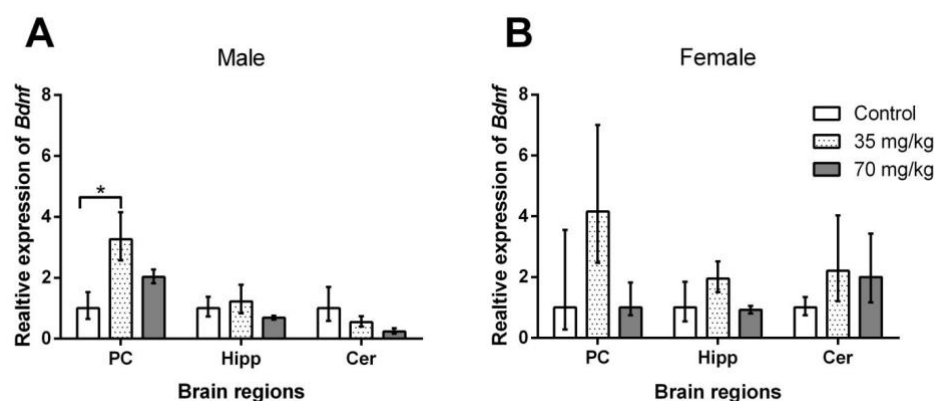 A
Male
Realtive expression of Bdnf
8
6
4
2
0
*
PC Hipp Cer
Brain regions
B
Female
Realtive expression of Bdnf
8
6
4
2
0
Control
35 mg/kg
70 mg/kg
PC Hipp Cer
Brain regions